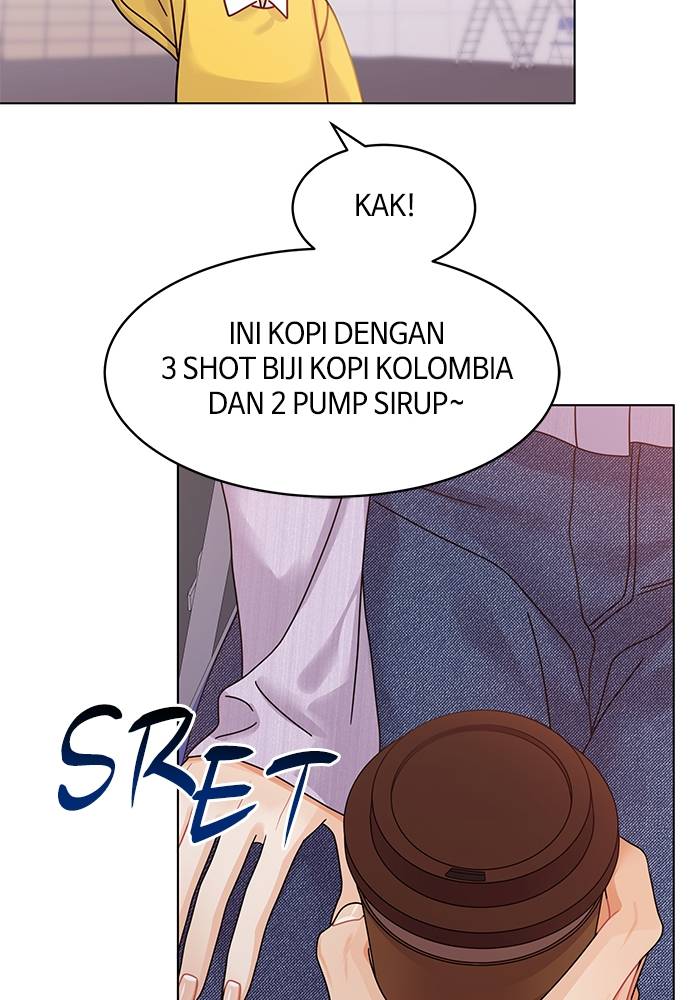 KAK!
INI KOPI DENGAN
3 SHOT BIJI KOPI KOLOMBIA
DAN 2 PUMP SIRUP~
SRET